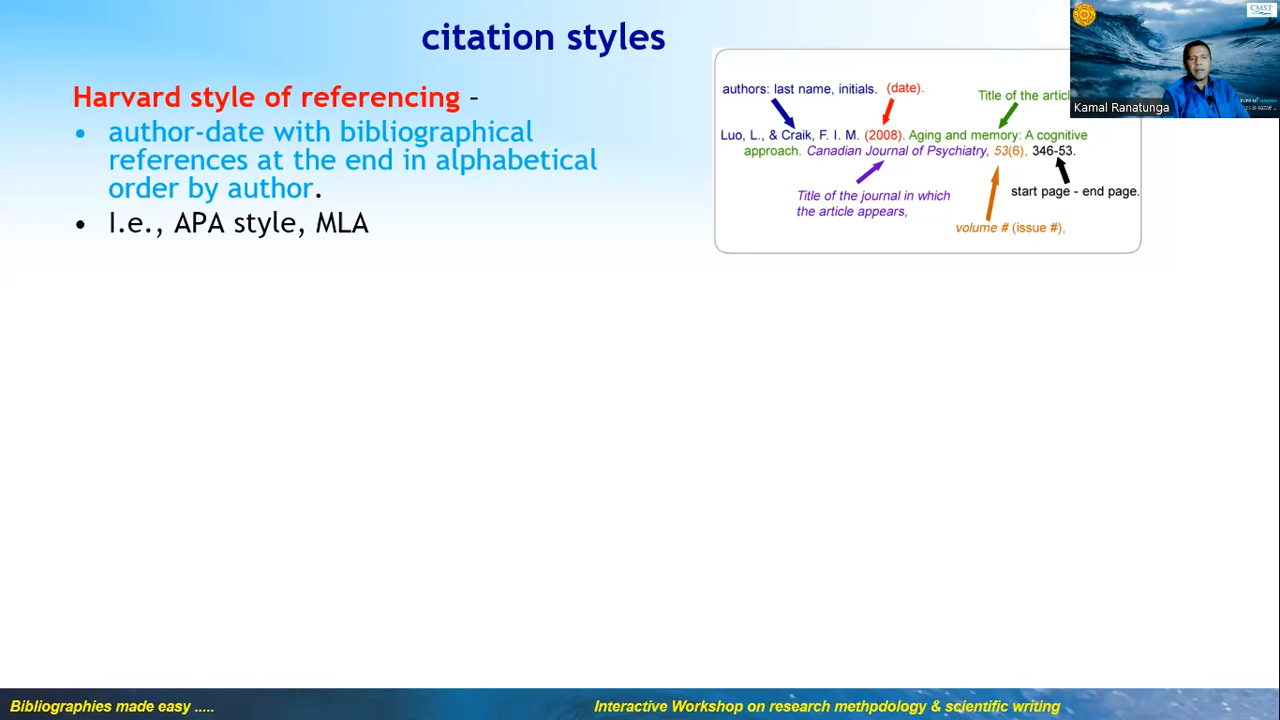 citation styles
Harvard style of referencing –
• author-date with bibliographical
references at the end in alphabetical
order by author.
• I.e., APA style, MLA
authors: last name, initials. (date).
Title of the artic
Luo, L., & Craik, F. I. M. (2008). Aging and memory: A cognitive
approach. Canadian Journal of Psychiatry, 53(6), 346-53.
Title of the journal in which
the article appears,
start page - end page.
volume # (issue #),
CMST
Kamal Ranatunga
Bibliographies made easy .....
Interactive Workshop on research methpdology & scientific writing